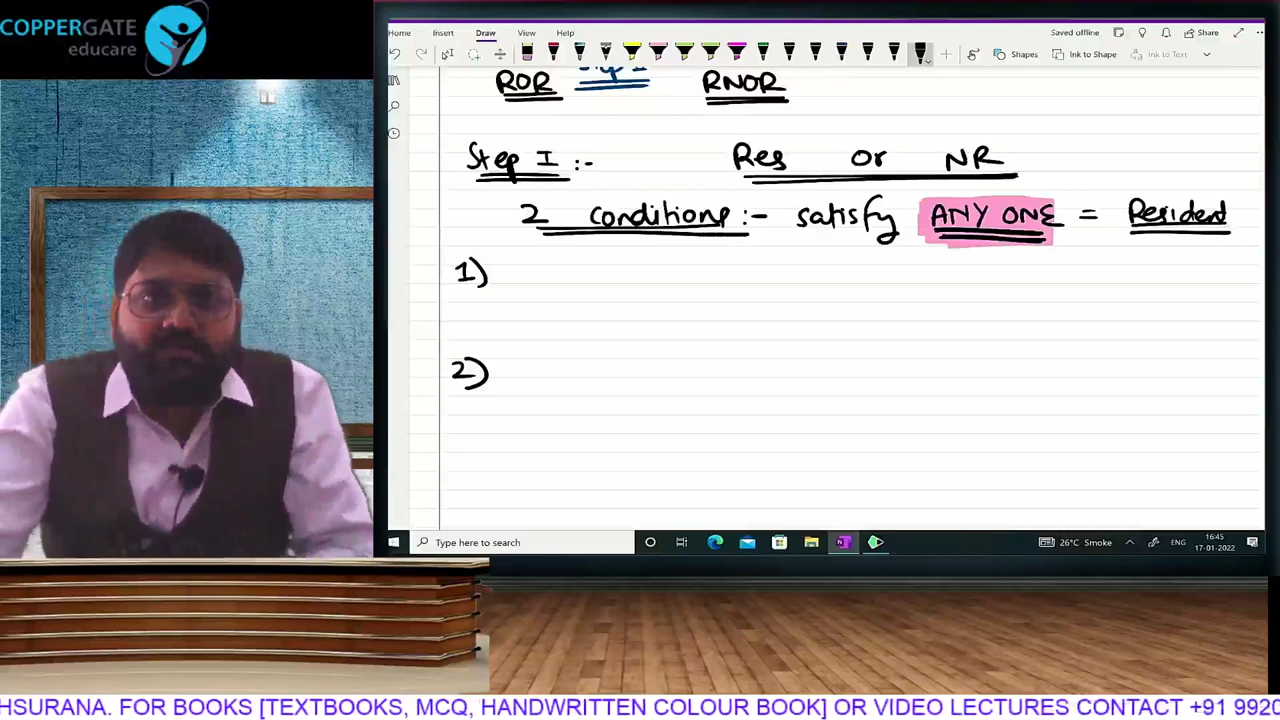 COPPERGATE
educare
Home Insert Draw View Help
Saved offline
Share
Shapes
Ink to Shape
Ink to Text
Step I
ROR RNOR
Step I :- Res or NR
2 conditions :- satisfy ANY ONE = Resident
1)
2)
Type here to search
26°C Smoke
ENG
16:45
17-01-2022
HSURANA. FOR BOOKS [TEXTBOOKS, MCQ, HANDWRITTEN COLOUR BOOK] OR VIDEO LECTURES CONTACT +91 9920